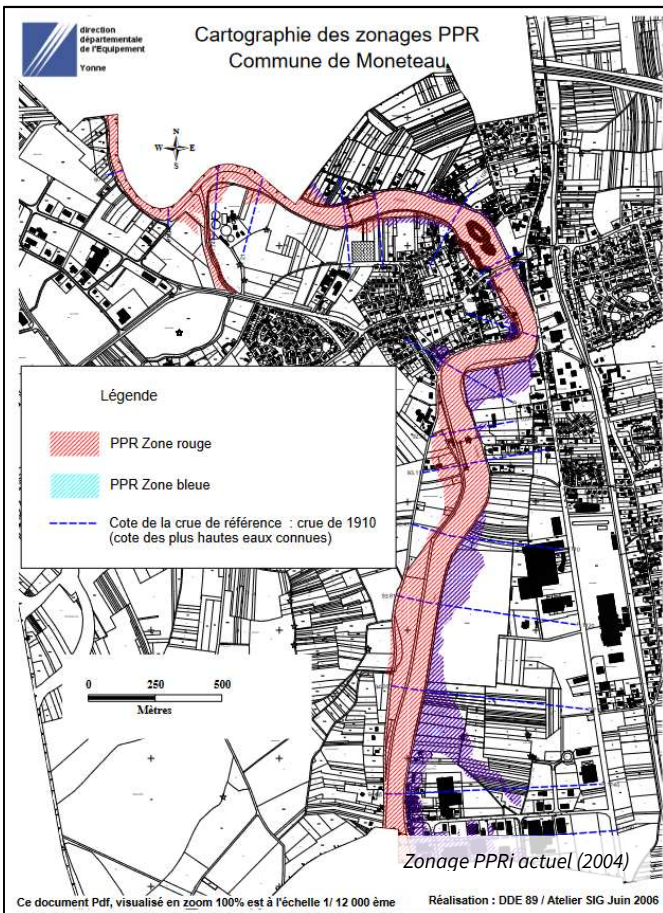 direction
départementale
de l'Equipement
Yonne
Cartographie des zonages PPR
Commune de Moneteau
N
W E
S
Légende
PPR Zone rouge
PPR Zone bleue
Cote de la crue de référence : crue de 1910
(cote des plus hautes eaux connues)
0 250 500
Mètres
Zonage PPRi actuel (2004)
Ce document Pdf, visualisé en zoom 100% est à l'échelle 1/ 12 000 ème
Réalisation : DDE 89 / Atelier SIG Juin 2006